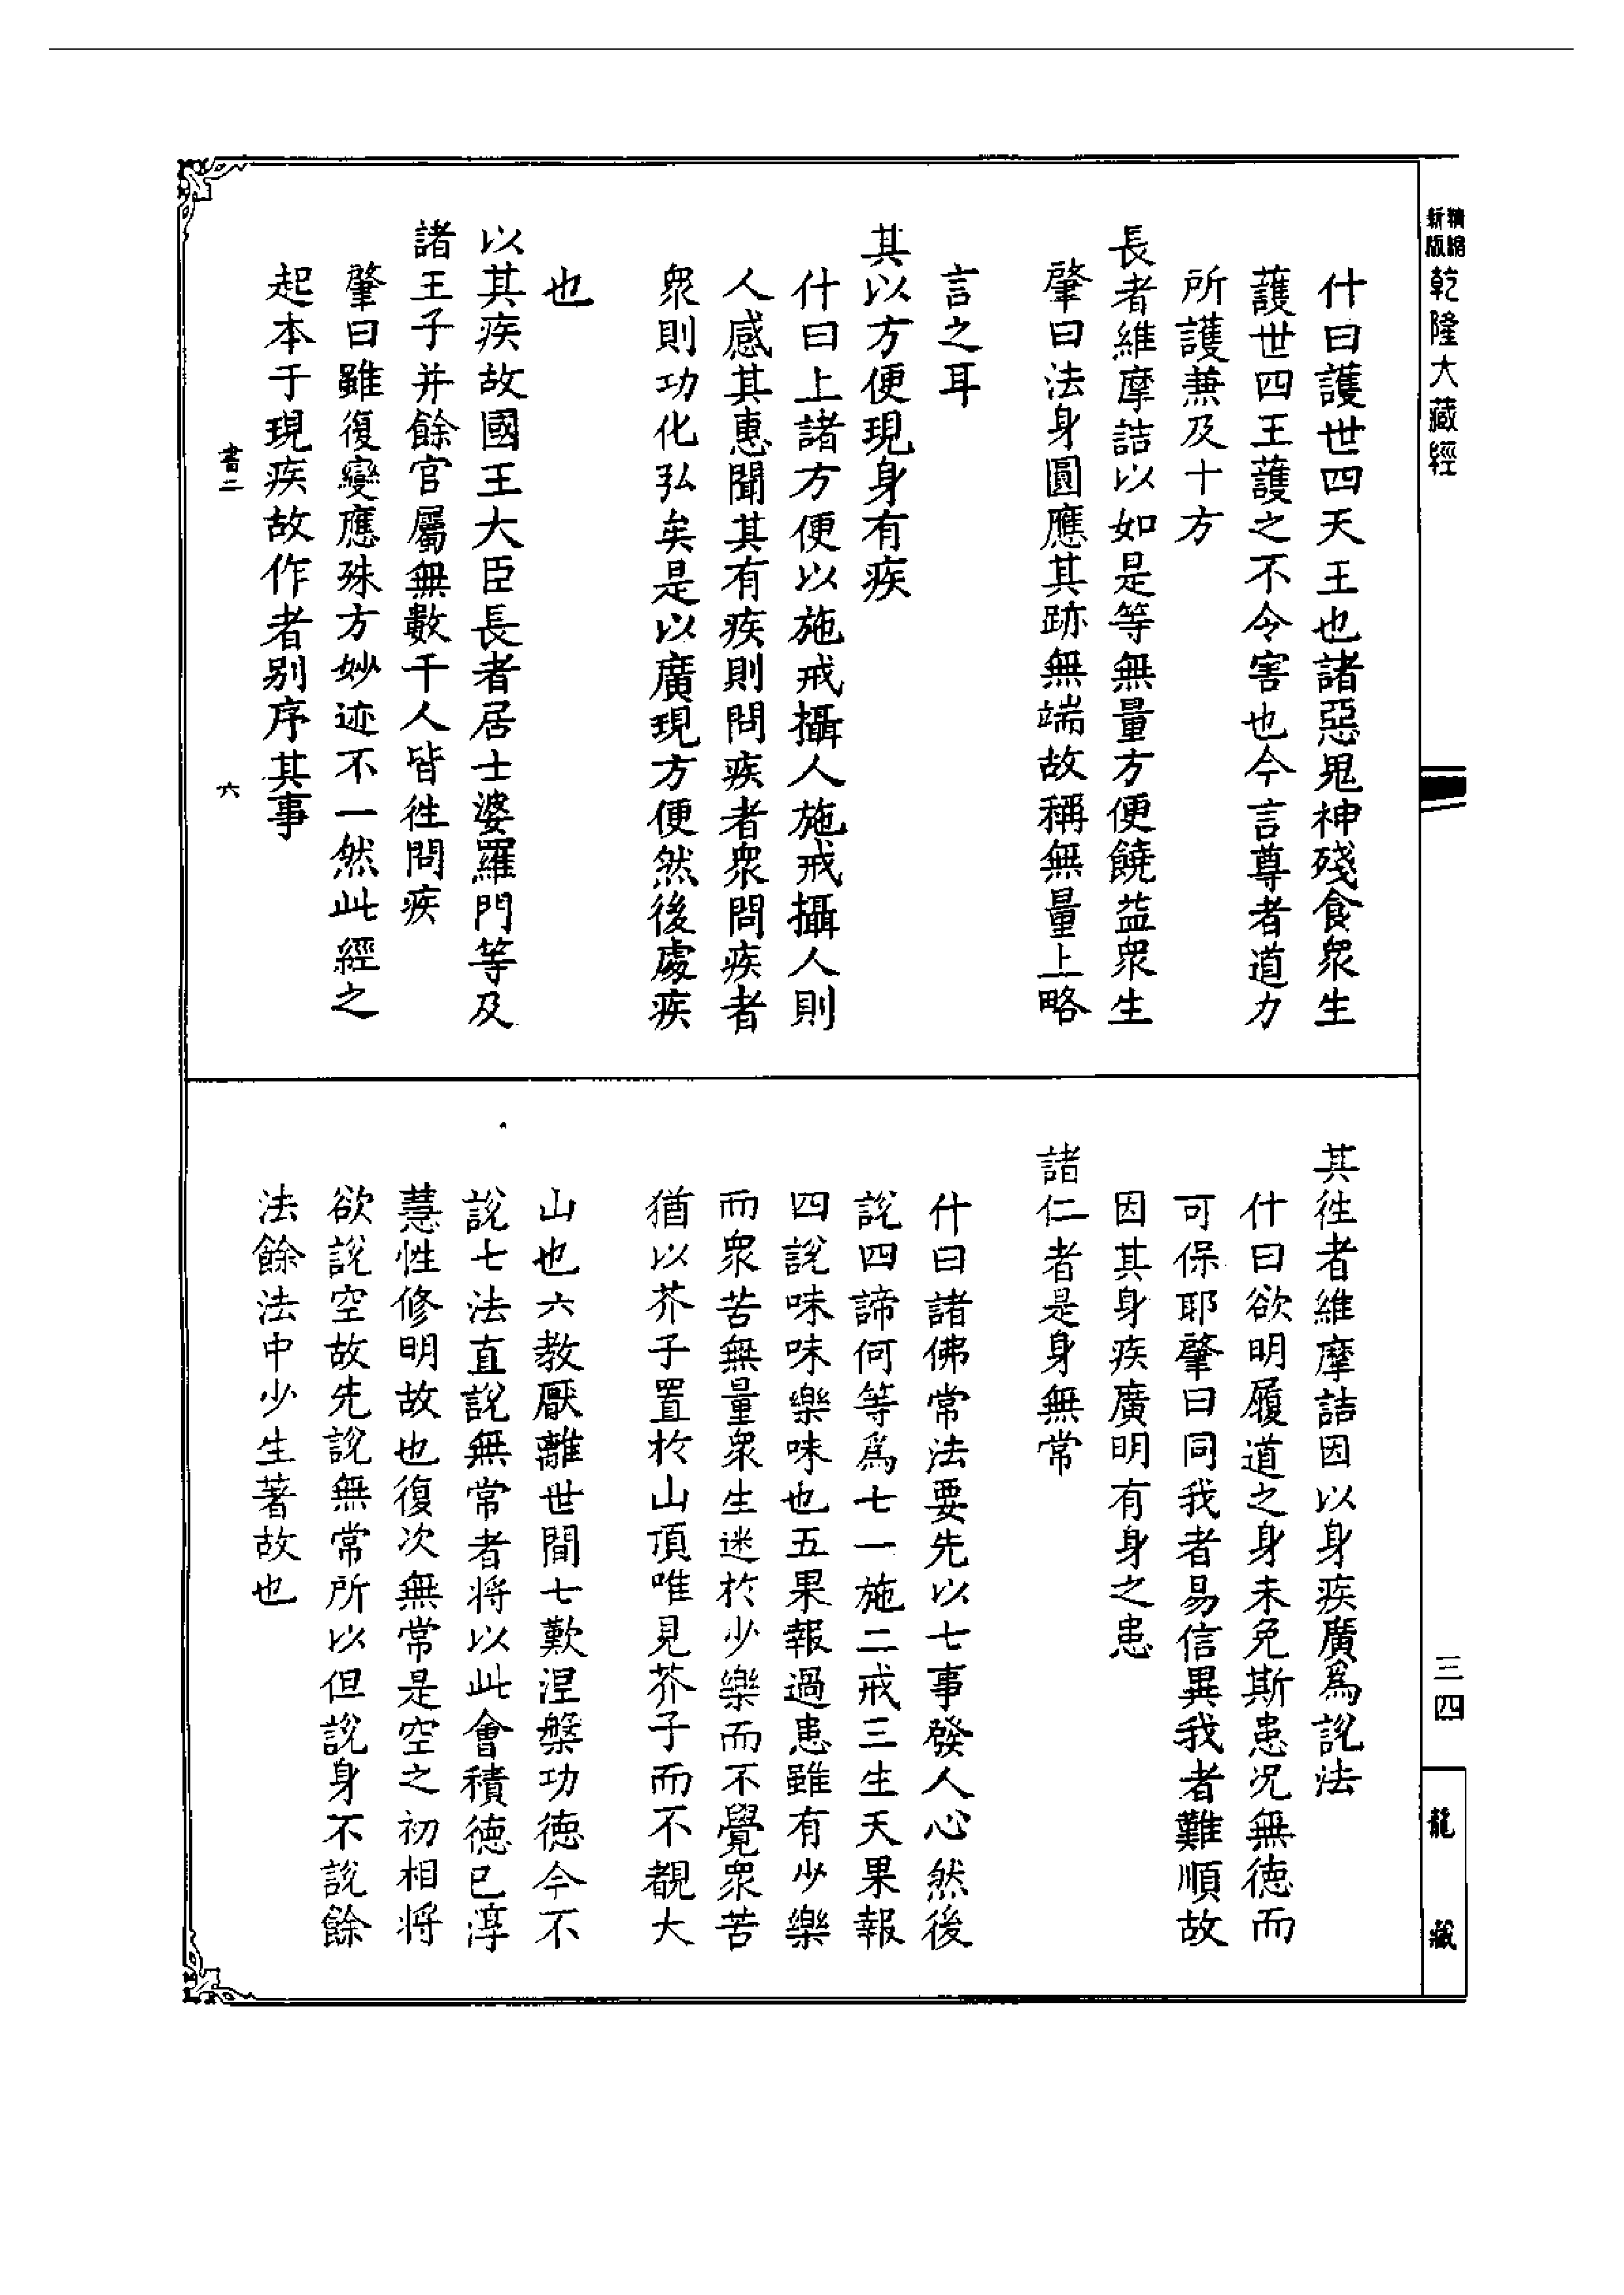 精縮
新版
乾隆大藏經
什曰護世四天王也諸惡鬼神殘食衆生
護世四王護之不令害也今言尊者道力
所護兼及十方
長者維摩詰以如是等無量方便饒益衆生
肇曰法身圓應其跡無端故稱無量上略
言之耳
其以方便現身有疾
什曰上諸方便以施戒攝人施戒攝人則
人感其惠聞其有疾則問疾者衆問疾者
衆則功化弘矣是以廣現方便然後處疾
也
以其疾故國王大臣長者居士婆羅門等及
諸王子并餘官屬無數千人皆徃問疾
肇曰雖復變應殊方妙迹不一然此經之
起本于現疾故作者别序其事
書二
六
其徃者維摩詰因以身疾廣爲說法
什曰欲明履道之身未免斯患况無徳而
可保耶肇曰同我者易信異我者難順故
因其身疾廣明有身之患
諸仁者是身無常
什曰諸佛常法要先以七事發人心然後
說四諦何等爲七一施二戒三生天果報
四說味味樂味也五果報過患雖有少樂
而衆苦無量衆生迷於少樂而不覺衆苦
猶以芥子置於山頂唯見芥子而不覩大
山也六教厭離世間七歎涅槃功徳今不
說七法直說無常者将以此會積徳已淳
慧性修明故也復次無常是空之初相将
欲說空故先說無常所以但說身不說餘
法餘法中少生著故也
三四
龍藏